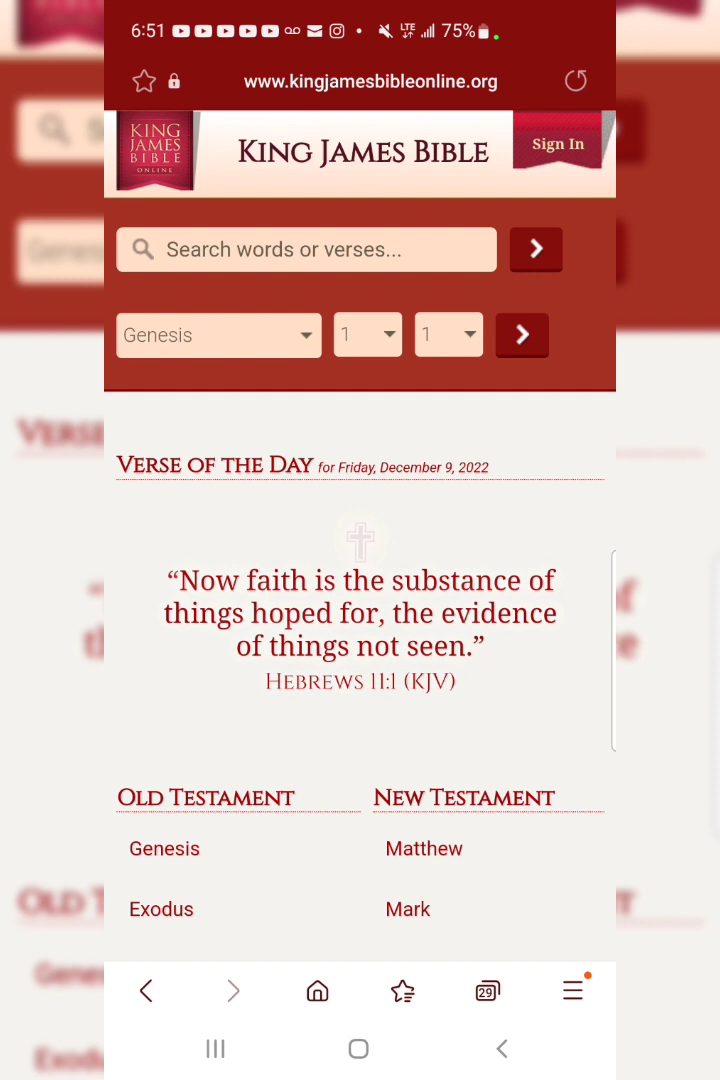 6:51 LTE 75%
www.kingjamesbibleonline.org
KING
JAMES
BIBLE
ONLINE
KING JAMES BIBLE
Sign In
Search words or verses...
Genesis 1 1
VERSE OF THE DAY for Friday, December 9, 2022
“Now faith is the substance of
things hoped for, the evidence
of things not seen.”
HEBREWS 11:1 (KJV)
OLD TESTAMENT NEW TESTAMENT
Genesis Matthew
Exodus Mark
29